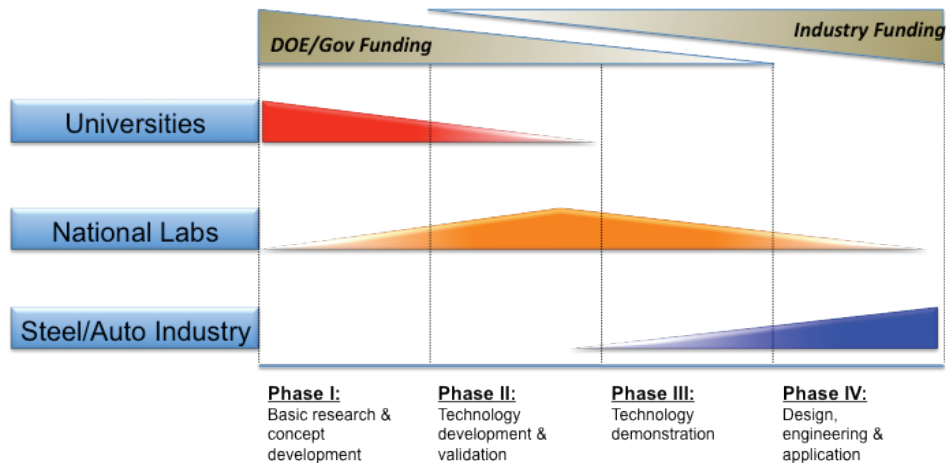 DOE/Gov Funding
Industry Funding
Universities
National Labs
Steel/Auto Industry
Phase I:
Basic research &
concept
development
Phase II:
Technology
development &
validation
Phase III:
Technology
demonstration
Phase IV:
Design,
engineering &
application